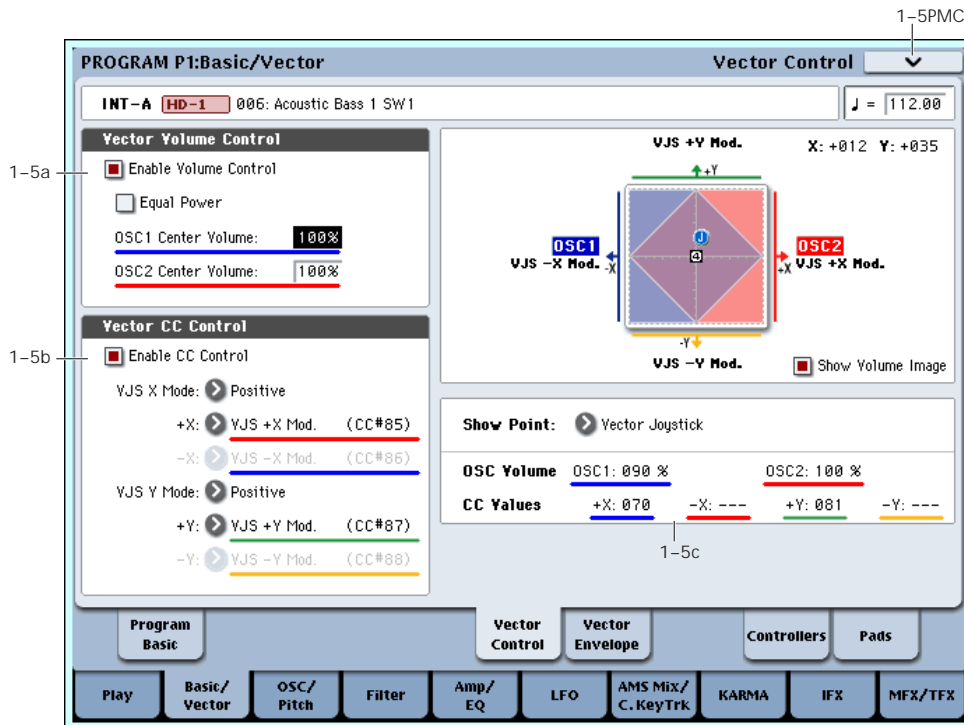 1–5PMC
PROGRAM P1:Basic/Vector
Vector Control
INT–A HD–1 006: Acoustic Bass 1 SW1
♩ = 112.00
Vector Volume Control
1–5a
Enable Volume Control
Equal Power
OSC1 Center Volume: 100%
OSC2 Center Volume: 100%
VJS +Y Mod.
X: +012 Y: +035
+Y
OSC1
VJS –X Mod.
-X
J
4
OSC2
+X VJS +X Mod.
-Y
VJS –Y Mod.
Show Volume Image
Vector CC Control
1–5b
Enable CC Control
VJS X Mode: Positive
+X: VJS +X Mod. (CC#85)
–X: VJS –X Mod. (CC#86)
VJS Y Mode: Positive
+Y: VJS +Y Mod. (CC#87)
–Y: VJS –Y Mod. (CC#88)
Show Point: Vector Joystick
OSC Volume OSC1: 090 % OSC2: 100 %
CC Values +X: 070 –X: --- +Y: 081 –Y: ---
1–5c
Program
Basic
Vector
Control
Vector
Envelope
Controllers
Pads
Play
Basic/
Vector
OSC/
Pitch
Filter
Amp/
EQ
LFO
AMS Mix/
C.KeyTrk
KARMA
IFX
MFX/TFX